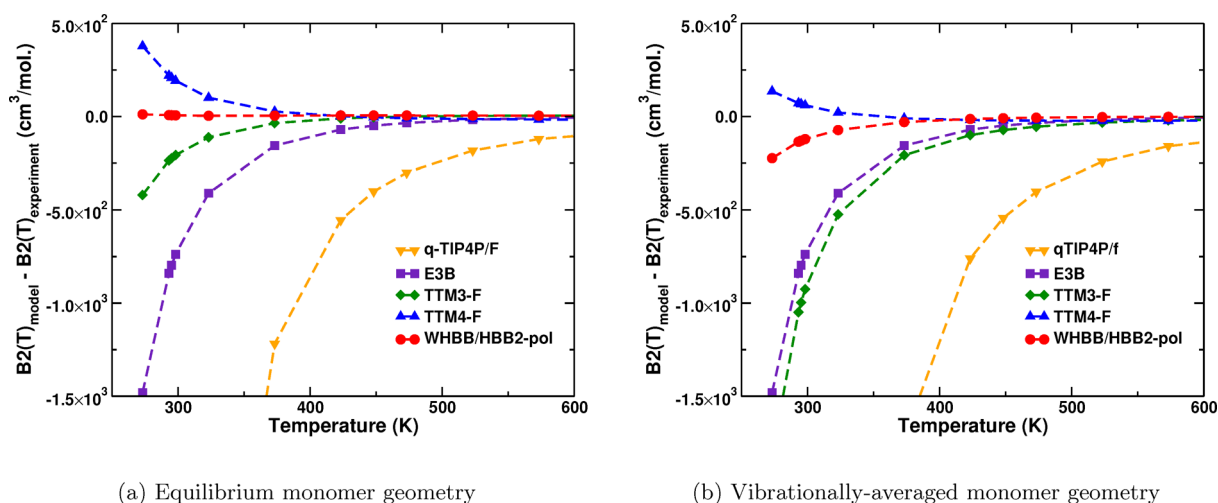 5.0×10²
0.0
-5.0×10²
-1.0×10³
-1.5×10³
B2(T)model - B2(T)experiment (cm³/mol.)
300
400
500
600
Temperature (K)
q-TIP4P/F
E3B
TTM3-F
TTM4-F
WHBB/HBB2-pol
(a) Equilibrium monomer geometry
5.0×10²
0.0
-5.0×10²
-1.0×10³
-1.5×10³
B2(T)model - B2(T)experiment (cm³/mol.)
300
400
500
600
Temperature (K)
qTIP4P/f
E3B
TTM3-F
TTM4-F
WHBB/HBB2-pol
(b) Vibrationally-averaged monomer geometry